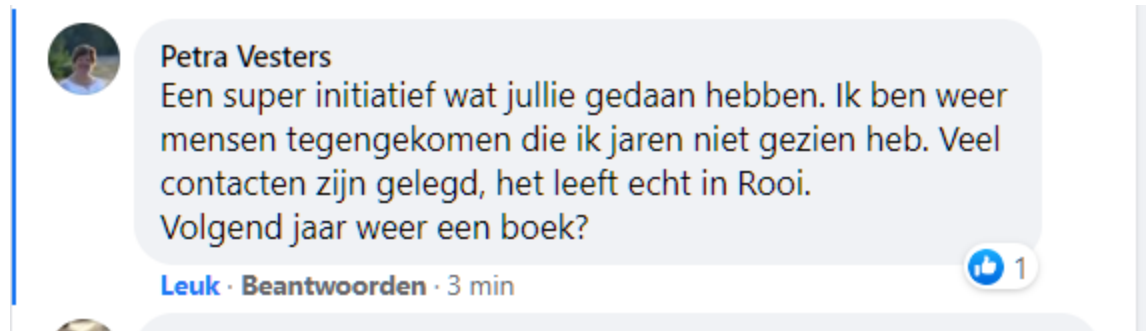 Petra Vesters
Een super initiatief wat jullie gedaan hebben. Ik ben weer
mensen tegengekomen die ik jaren niet gezien heb. Veel
contacten zijn gelegd, het leeft echt in Rooi.
Volgend jaar weer een boek?
1
Leuk · Beantwoorden · 3 min